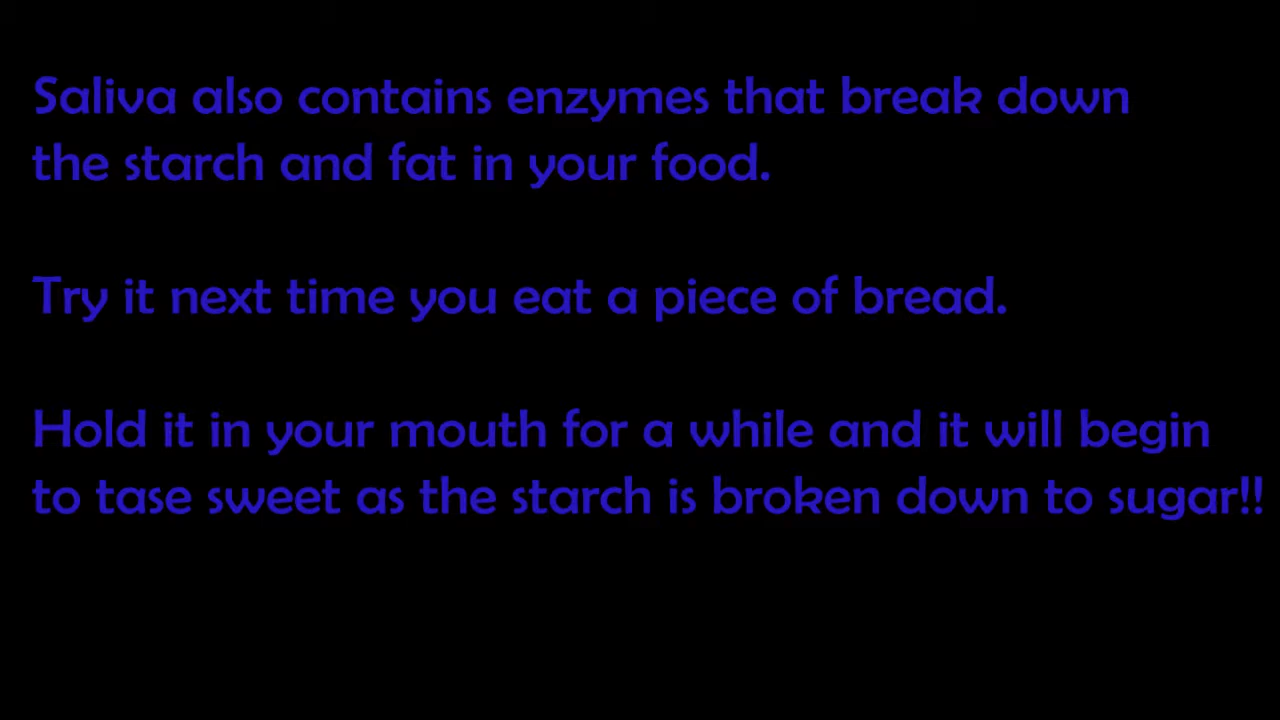 Saliva also contains enzymes that break down
the starch and fat in your food.
Try it next time you eat a piece of bread.
Hold it in your mouth for a while and it will begin
to tase sweet as the starch is broken down to sugar!!